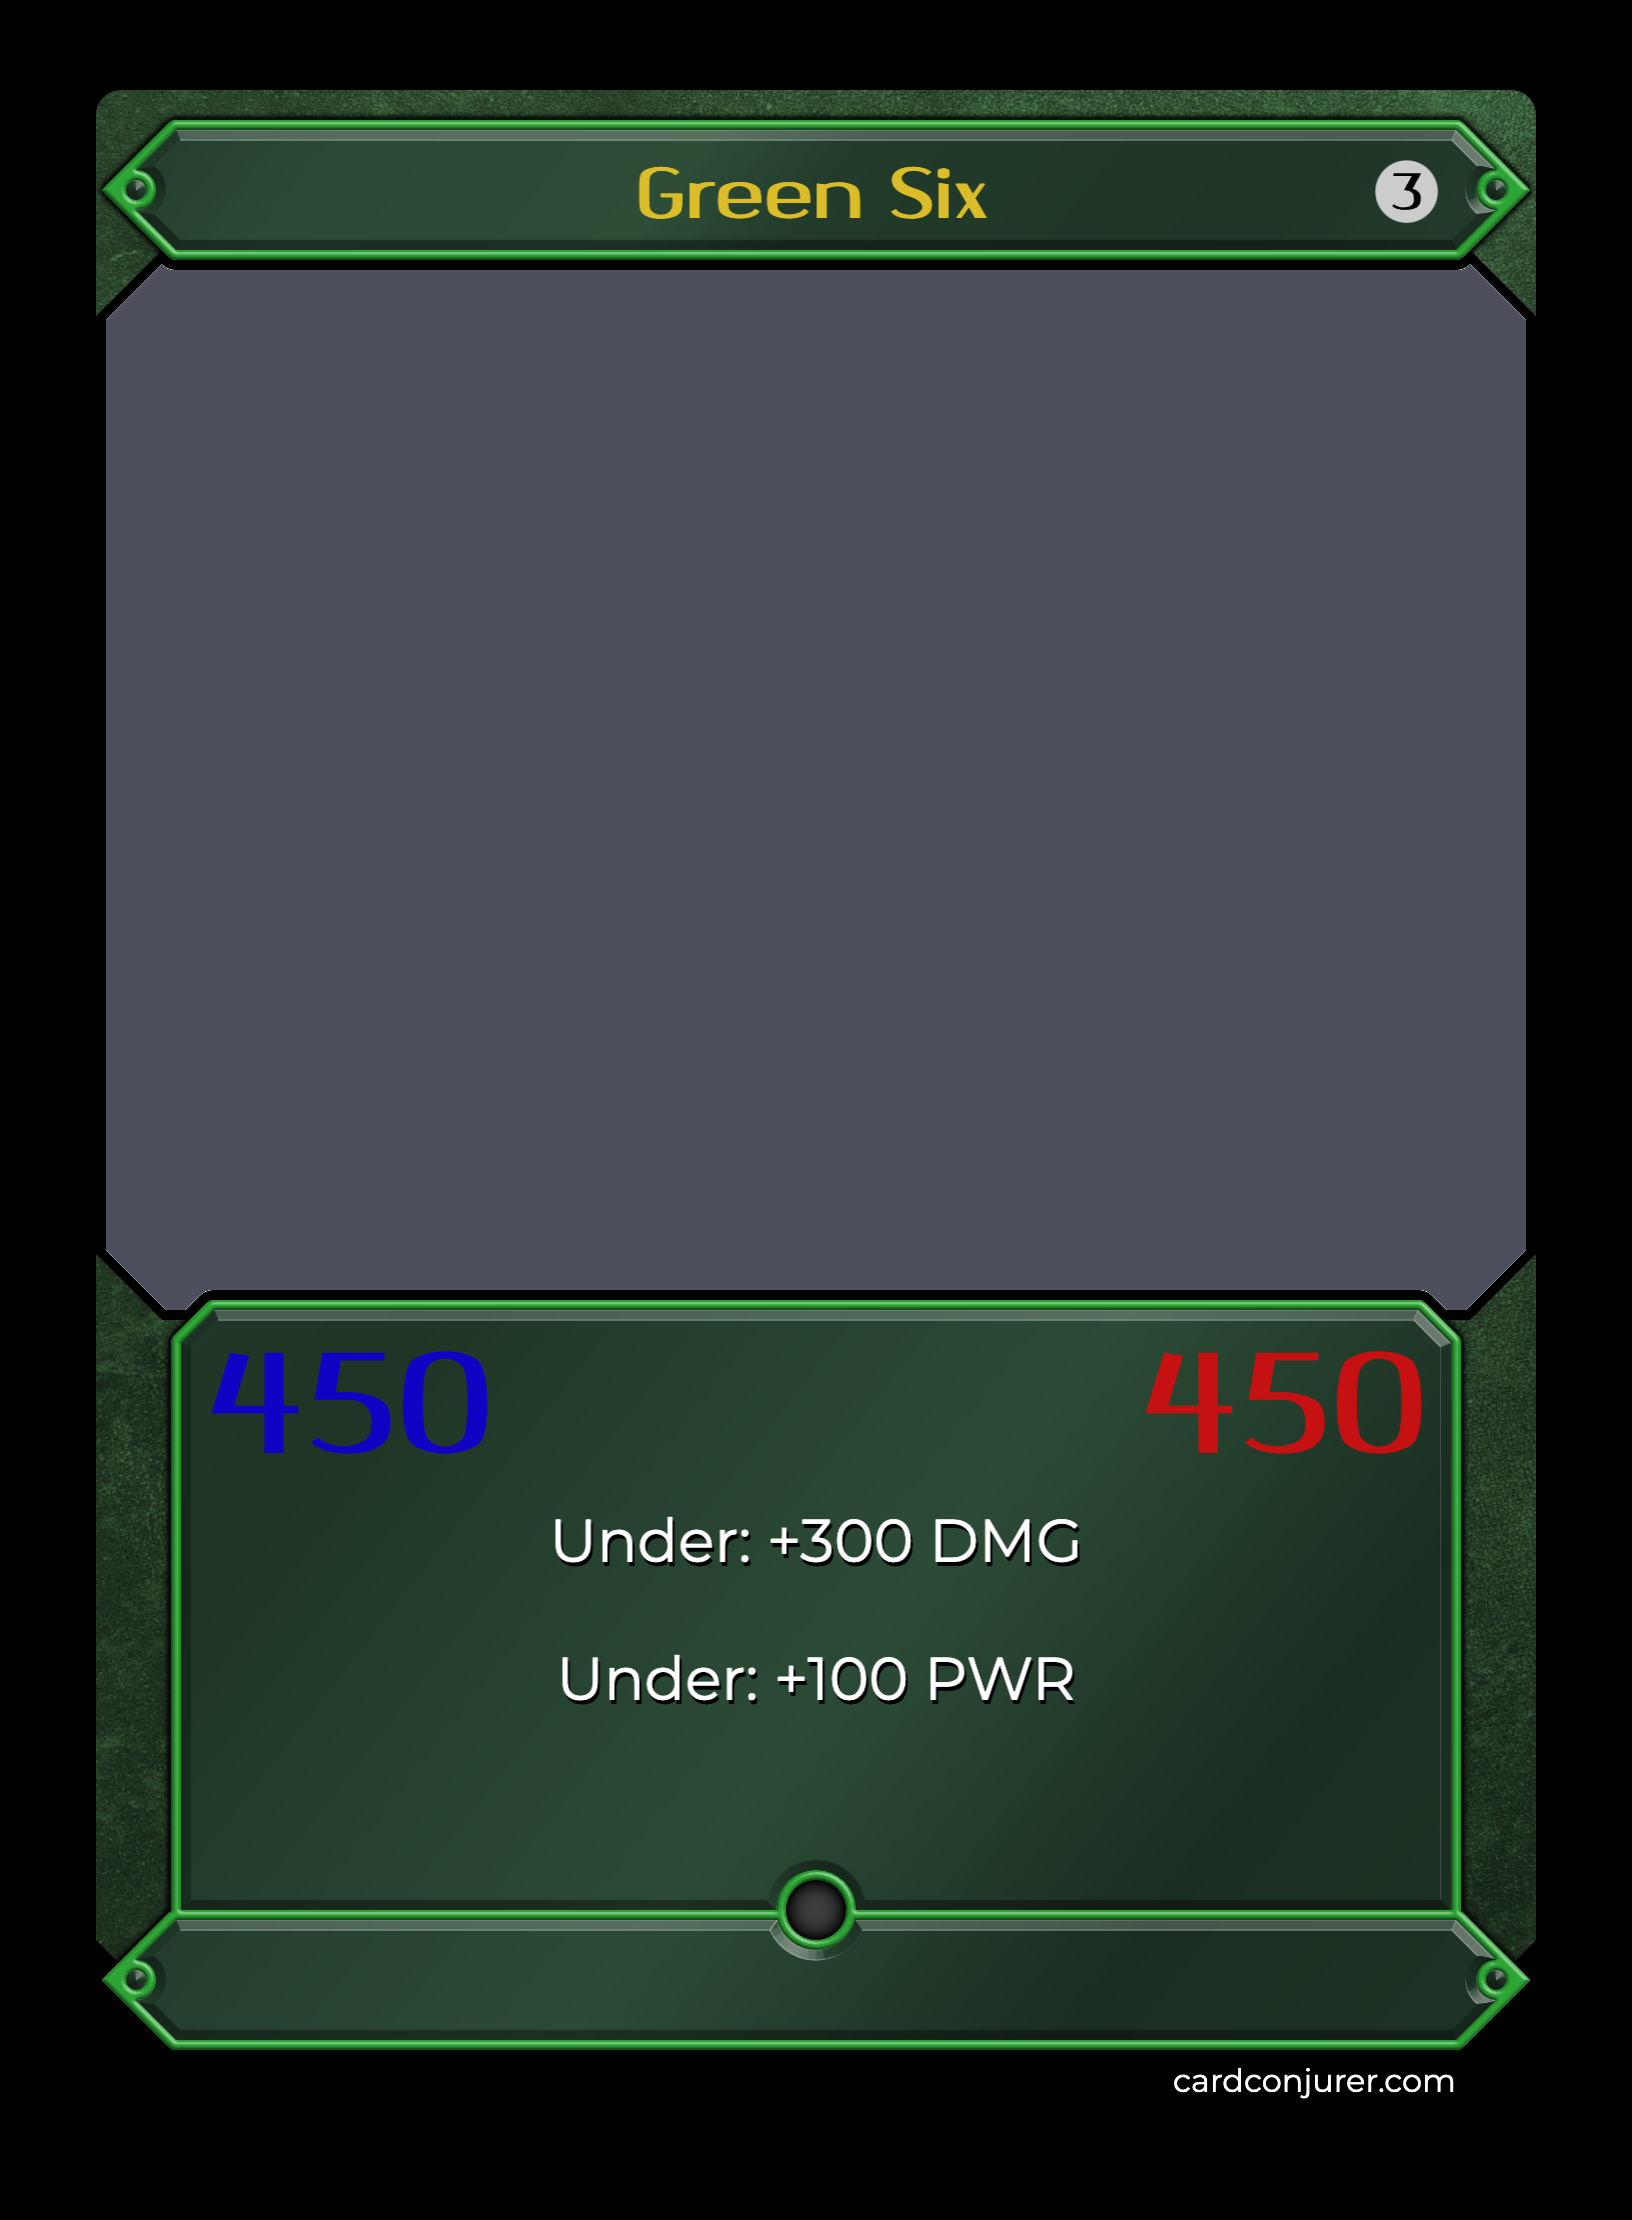 Green Six 3
450 450
Under: +300 DMG
Under: +100 PWR
cardconjurer.com